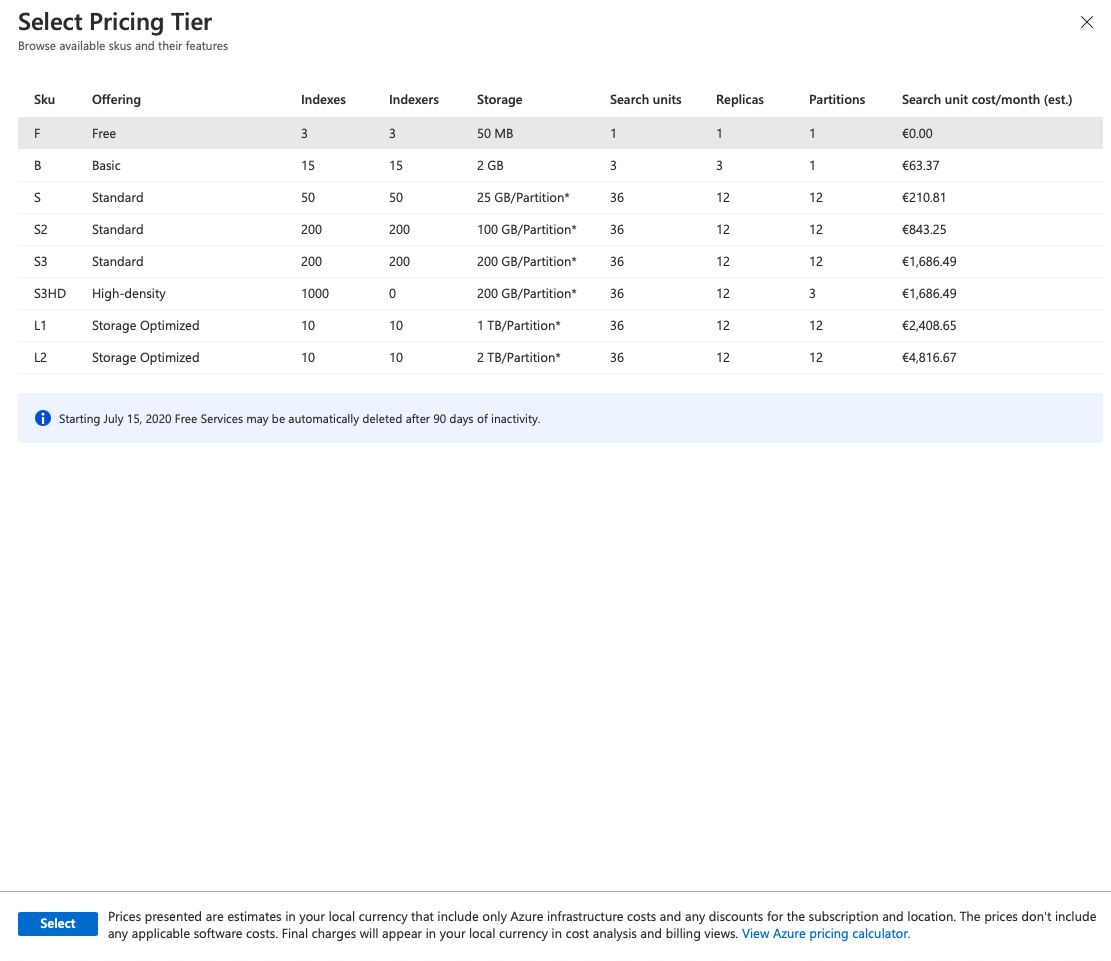 Select Pricing Tier
Browse available skus and their features
Sku Offering Indexes Indexers Storage Search units Replicas Partitions Search unit cost/month (est.)
F Free 3 3 50 MB 1 1 1 €0.00
B Basic 15 15 2 GB 3 3 1 €63.37
S Standard 50 50 25 GB/Partition* 36 12 12 €210.81
S2 Standard 200 200 100 GB/Partition* 36 12 12 €843.25
S3 Standard 200 200 200 GB/Partition* 36 12 12 €1,686.49
S3HD High-density 1000 0 200 GB/Partition* 36 12 3 €1,686.49
L1 Storage Optimized 10 10 1 TB/Partition* 36 12 12 €2,408.65
L2 Storage Optimized 10 10 2 TB/Partition* 36 12 12 €4,816.67
Starting July 15, 2020 Free Services may be automatically deleted after 90 days of inactivity.
Select
Prices presented are estimates in your local currency that include only Azure infrastructure costs and any discounts for the subscription and location. The prices don't include
any applicable software costs. Final charges will appear in your local currency in cost analysis and billing views. View Azure pricing calculator.